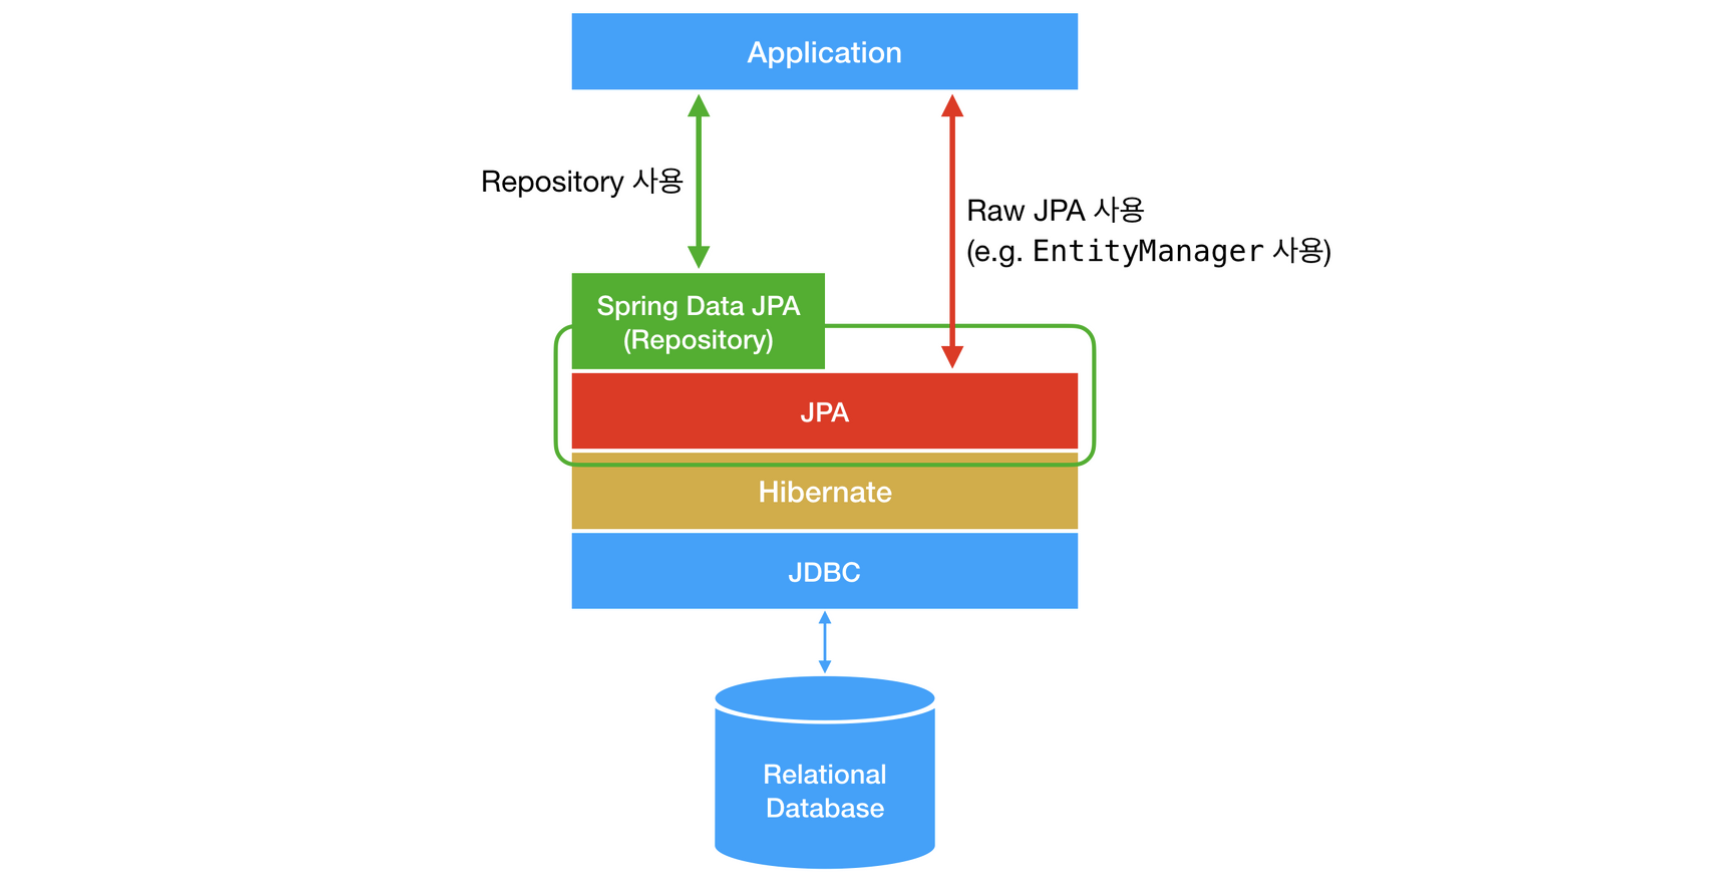 Application
Repository 사용
Raw JPA 사용
(e.g. EntityManager 사용)
Spring Data JPA
(Repository)
JPA
Hibernate
JDBC
Relational
Database